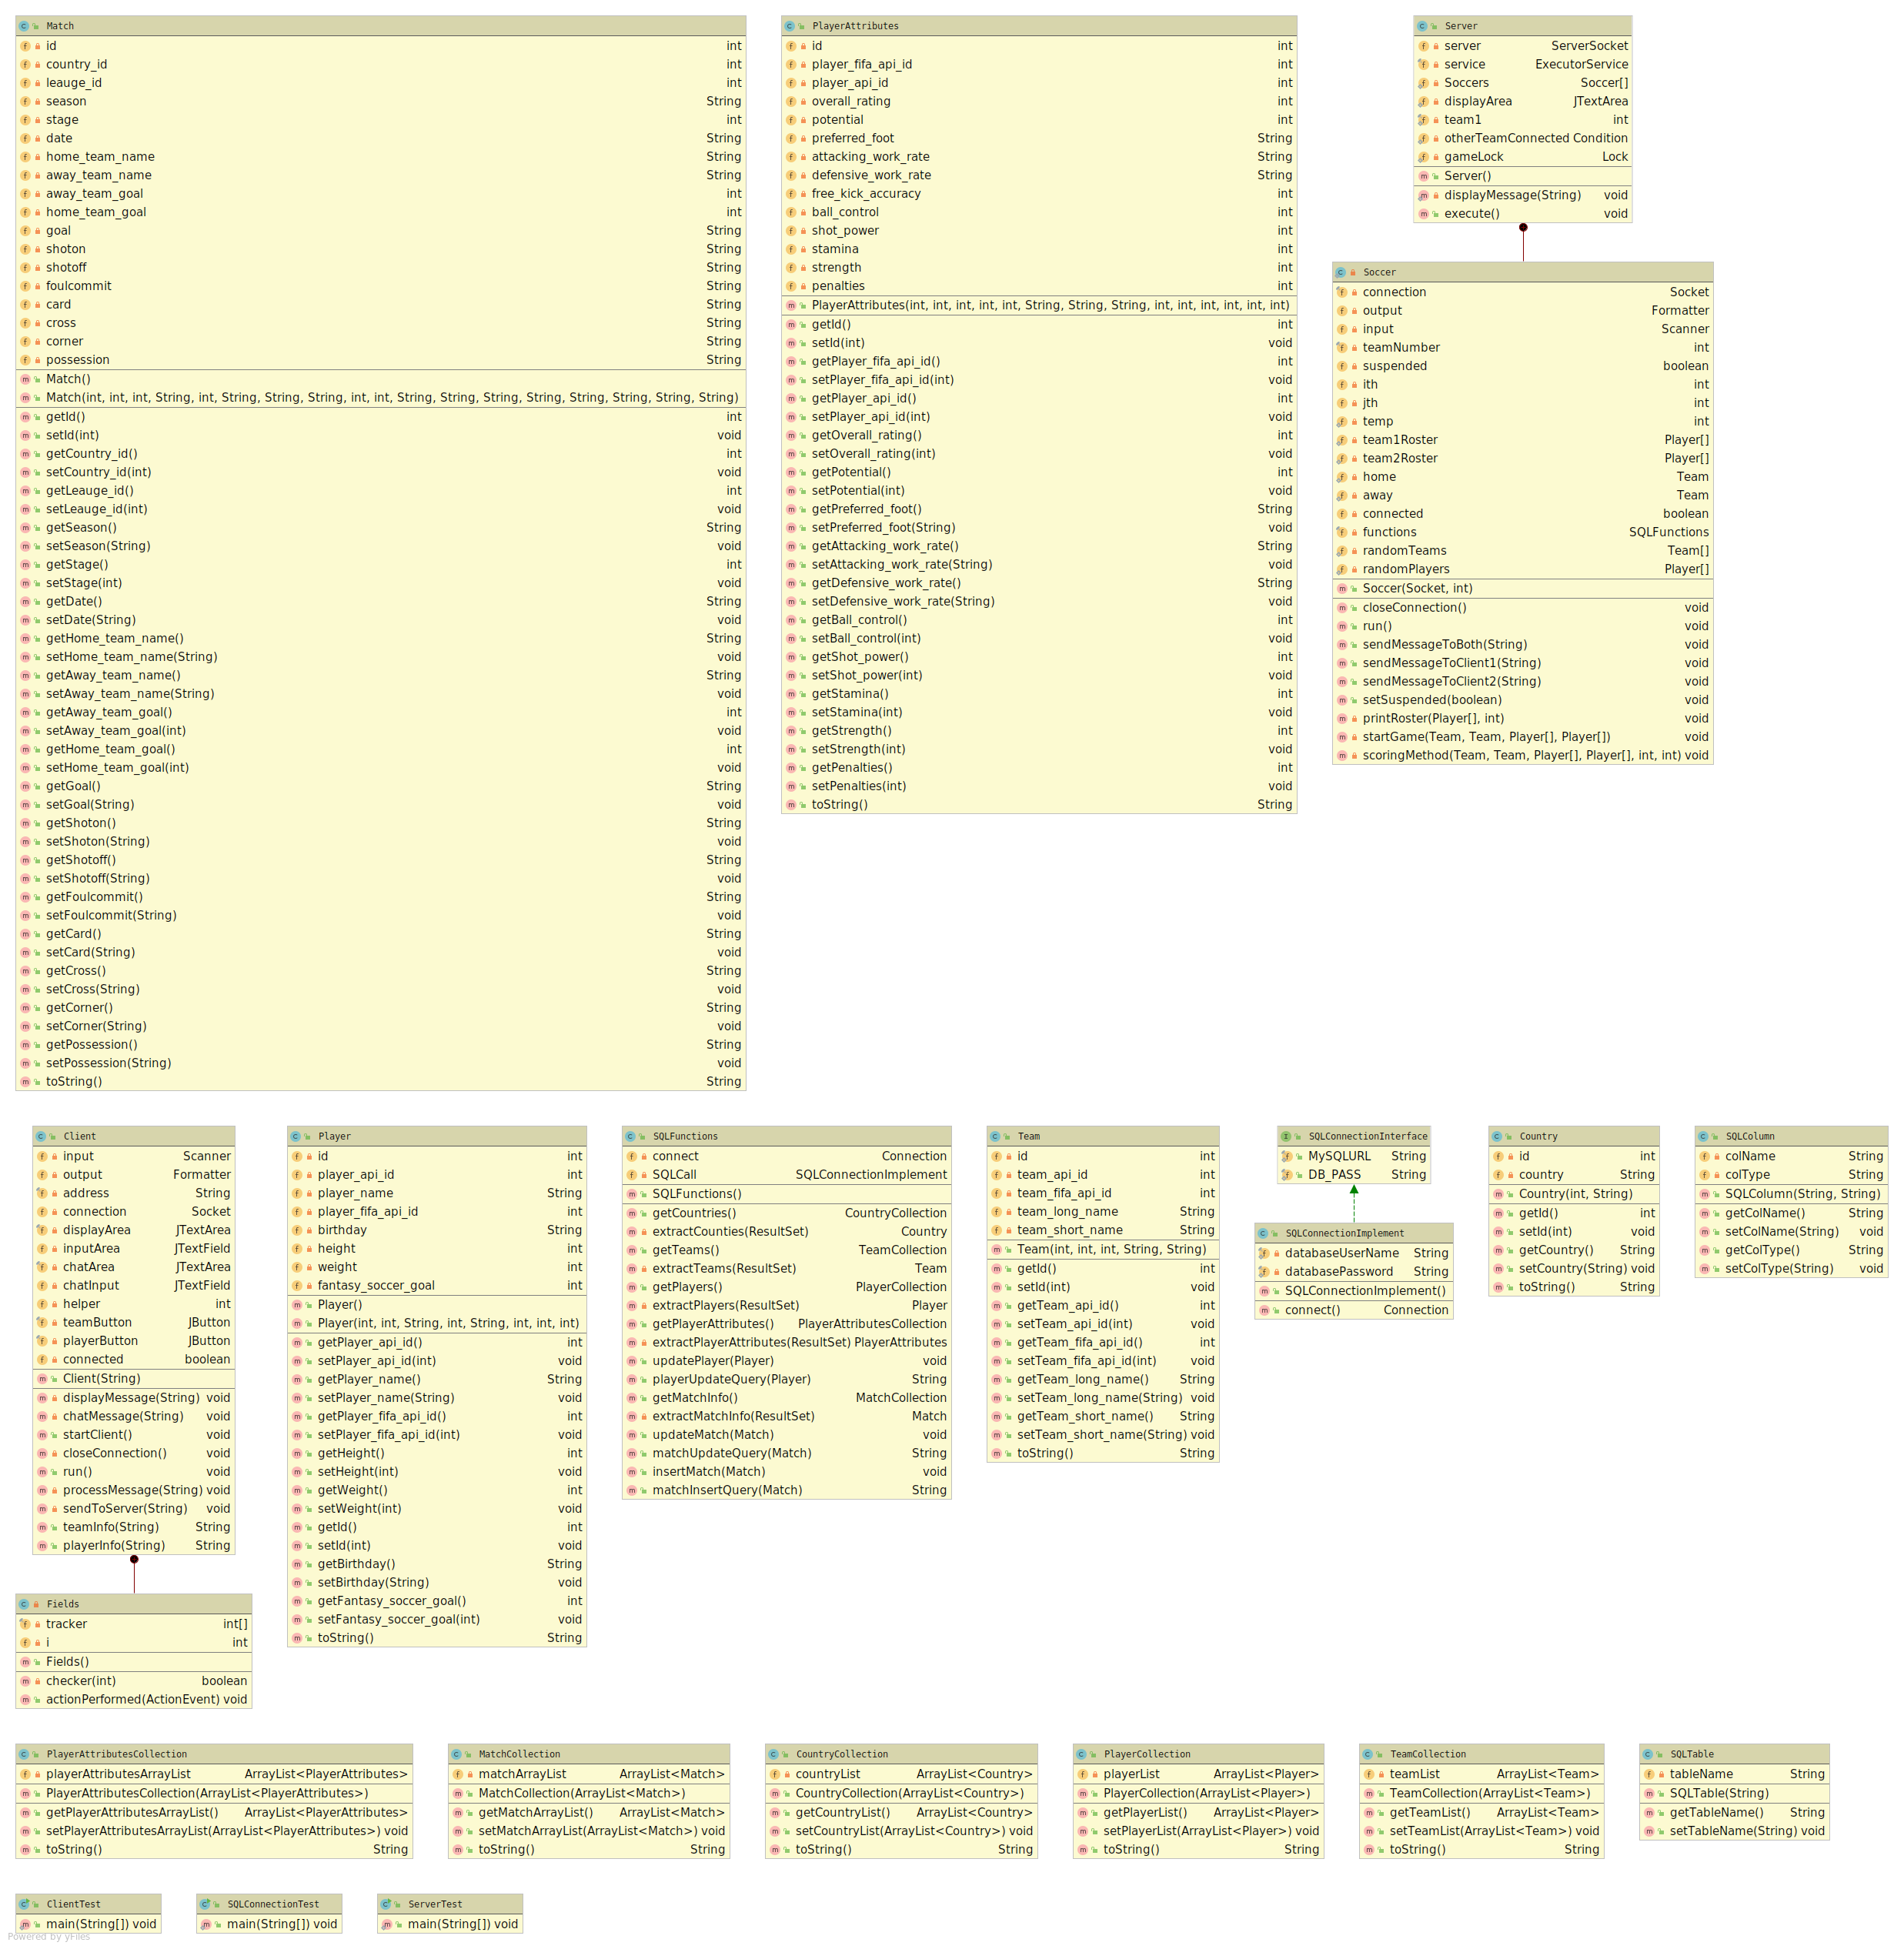 Match
id int
country_id int
leauge_id int
season String
stage int
date String
home_team_name String
away_team_name String
away_team_goal int
home_team_goal int
goal String
shoton String
shotoff String
foulcommit String
card String
cross String
corner String
possession String
Match()
Match(int, int, int, String, int, String, String, String, int, int, String, String, String, String, String, String, String, String)
getId() int
setId(int) void
getCountry_id() int
setCountry_id(int) void
getLeauge_id() int
setLeauge_id(int) void
getSeason() String
setSeason(String) void
getStage() int
setStage(int) void
getDate() String
setDate(String) void
getHome_team_name() String
setHome_team_name(String) void
getAway_team_name() String
setAway_team_name(String) void
getAway_team_goal() int
setAway_team_goal(int) void
getHome_team_goal() int
setHome_team_goal(int) void
getGoal() String
setGoal(String) void
getShoton() String
setShoton(String) void
getShotoff() String
setShotoff(String) void
getFoulcommit() String
setFoulcommit(String) void
getCard() String
setCard(String) void
getCross() String
setCross(String) void
getCorner() String
setCorner(String) void
getPossession() String
setPossession(String) void
toString() String
PlayerAttributes
id int
player_fifa_api_id int
player_api_id int
overall_rating int
potential int
preferred_foot String
attacking_work_rate String
defensive_work_rate String
free_kick_accuracy int
ball_control int
shot_power int
stamina int
strength int
penalties int
PlayerAttributes(int, int, int, int, int, String, String, String, int, int, int, int, int, int)
getId() int
setId(int) void
getPlayer_fifa_api_id() int
setPlayer_fifa_api_id(int) void
getPlayer_api_id() int
setPlayer_api_id(int) void
getOverall_rating() int
setOverall_rating(int) void
getPotential() int
setPotential(int) void
getPreferred_foot() String
setPreferred_foot(String) void
getAttacking_work_rate() String
setAttacking_work_rate(String) void
getDefensive_work_rate() String
setDefensive_work_rate(String) void
getBall_control() int
setBall_control(int) void
getShot_power() int
setShot_power(int) void
getStamina() int
setStamina(int) void
getStrength() int
setStrength(int) void
getPenalties() int
setPenalties(int) void
toString() String
Server
server ServerSocket
service ExecutorService
Soccers Soccer[]
displayArea JTextArea
team1 int
otherTeamConnected Condition
gameLock Lock
Server()
displayMessage(String) void
execute() void
Soccer
connection Socket
output Formatter
input Scanner
teamNumber int
suspended boolean
ith int
jth int
temp int
team1Roster Player[]
team2Roster Player[]
home Team
away Team
connected boolean
functions SQLFunctions
randomTeams Team[]
randomPlayers Player[]
Soccer(Socket, int)
closeConnection() void
run() void
sendMessageToBoth(String) void
sendMessageToClient1(String) void
sendMessageToClient2(String) void
setSuspended(boolean) void
printRoster(Player[], int) void
startGame(Team, Team, Player[], Player[]) void
scoringMethod(Team, Team, Player[], Player[], int, int) void
Client
input Scanner
output Formatter
address String
connection Socket
displayArea JTextArea
inputArea JTextField
chatArea JTextArea
chatInput JTextField
helper int
teamButton JButton
playerButton JButton
connected boolean
Client(String)
displayMessage(String) void
chatMessage(String) void
startClient() void
closeConnection() void
run() void
processMessage(String) void
sendToServer(String) void
teamInfo(String) String
playerInfo(String) String
Fields
tracker int[]
i int
Fields()
checker(int) boolean
actionPerformed(ActionEvent) void
Player
id int
player_api_id int
player_name String
player_fifa_api_id int
birthday String
height int
weight int
fantasy_soccer_goal int
Player()
Player(int, int, String, int, String, int, int, int)
getPlayer_api_id() int
setPlayer_api_id(int) void
getPlayer_name() String
setPlayer_name(String) void
getPlayer_fifa_api_id() int
setPlayer_fifa_api_id(int) void
getHeight() int
setHeight(int) void
getWeight() int
setWeight(int) void
getId() int
setId(int) void
getBirthday() String
setBirthday(String) void
getFantasy_soccer_goal() int
setFantasy_soccer_goal(int) void
toString() String
SQLFunctions
connect Connection
SQLCall SQLConnectionImplement
SQLFunctions()
getCountries() CountryCollection
extractCounties(ResultSet) Country
getTeams() TeamCollection
extractTeams(ResultSet) Team
getPlayers() PlayerCollection
extractPlayers(ResultSet) Player
getPlayerAttributes() PlayerAttributesCollection
extractPlayerAttributes(ResultSet) PlayerAttributes
updatePlayer(Player) void
playerUpdateQuery(Player) String
getMatchInfo() MatchCollection
extractMatchInfo(ResultSet) Match
updateMatch(Match) void
matchUpdateQuery(Match) String
insertMatch(Match) void
matchInsertQuery(Match) String
Team
id int
team_api_id int
team_fifa_api_id int
team_long_name String
team_short_name String
Team(int, int, int, String, String)
getId() int
setId(int) void
getTeam_api_id() int
setTeam_api_id(int) void
getTeam_fifa_api_id() int
setTeam_fifa_api_id(int) void
getTeam_long_name() String
setTeam_long_name(String) void
getTeam_short_name() String
setTeam_short_name(String) void
toString() String
SQLConnectionInterface
MySQLURL String
DB_PASS String
SQLConnectionImplement
databaseUserName String
databasePassword String
SQLConnectionImplement()
connect() Connection
Country
id int
country String
Country(int, String)
getId() int
setId(int) void
getCountry() String
setCountry(String) void
toString() String
SQLColumn
colName String
colType String
SQLColumn(String, String)
getColName() String
setColName(String) void
getColType() String
setColType(String) void
PlayerAttributesCollection
playerAttributesArrayList ArrayList<PlayerAttributes>
PlayerAttributesCollection(ArrayList<PlayerAttributes>)
getPlayerAttributesArrayList() ArrayList<PlayerAttributes>
setPlayerAttributesArrayList(ArrayList<PlayerAttributes>) void
toString() String
MatchCollection
matchArrayList ArrayList<Match>
MatchCollection(ArrayList<Match>)
getMatchArrayList() ArrayList<Match>
setMatchArrayList(ArrayList<Match>) void
toString() String
CountryCollection
countryList ArrayList<Country>
CountryCollection(ArrayList<Country>)
getCountryList() ArrayList<Country>
setCountryList(ArrayList<Country>) void
toString() String
PlayerCollection
playerList ArrayList<Player>
PlayerCollection(ArrayList<Player>)
getPlayerList() ArrayList<Player>
setPlayerList(ArrayList<Player>) void
toString() String
TeamCollection
teamList ArrayList<Team>
TeamCollection(ArrayList<Team>)
getTeamList() ArrayList<Team>
setTeamList(ArrayList<Team>) void
toString() String
SQLTable
tableName String
SQLTable(String)
getTableName() String
setTableName(String) void
ClientTest
main(String[]) void
SQLConnectionTest
main(String[]) void
ServerTest
main(String[]) void
Powered by yFiles